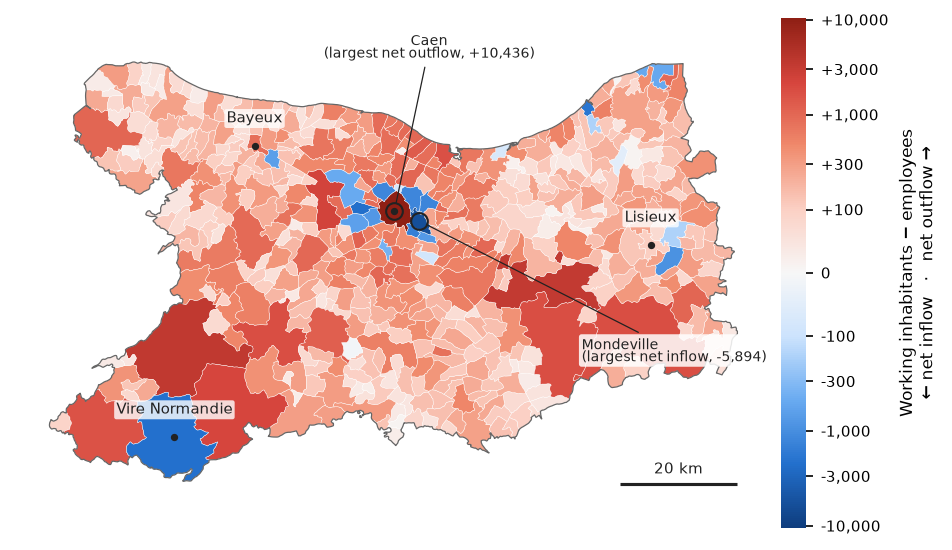 Caen
(largest net outflow, +10,436)
Bayeux
Lisieux
Mondeville
(largest net inflow, -5,894)
Vire Normandie
20 km
+10,000
+3,000
+1,000
+300
+100
0
-100
-300
-1,000
-3,000
-10,000
Working inhabitants − employees
← net inflow · net outflow →